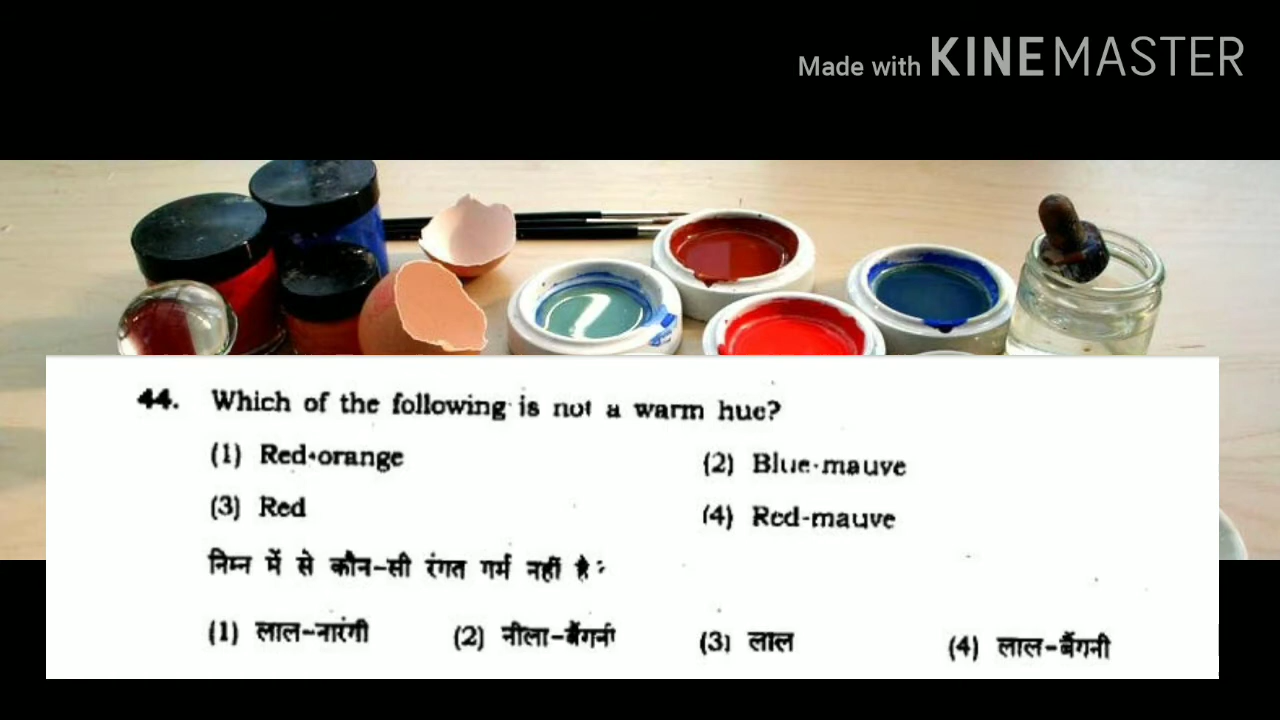 Made with KINEMASTER
44. Which of the following is not a warm hue?
(1) Red-orange (2) Blue-mauve
(3) Red (4) Red-mauve
निम्न में से कौन-सी रंगत गर्म नहीं है ?
(1) लाल-नारंगी (2) नीला-बैंगनी (3) लाल (4) लाल-बैंगनी